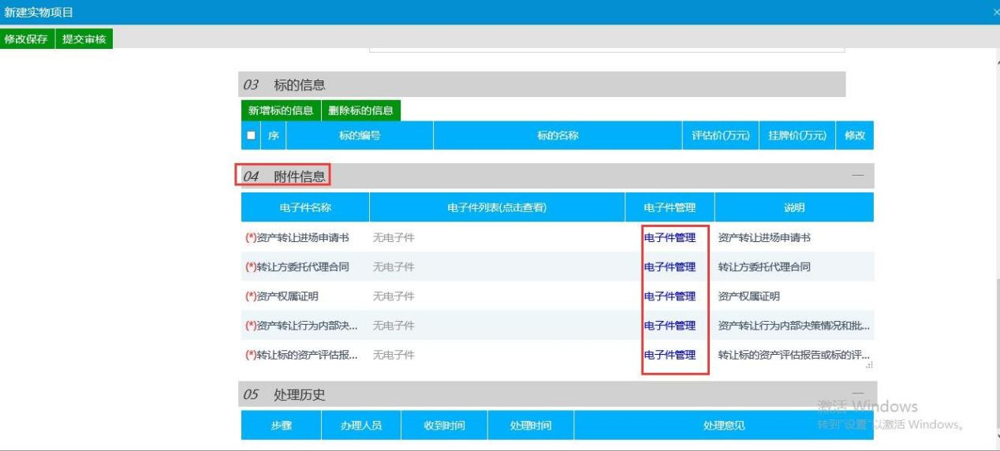 新建实物项目
修改保存 提交审核
03 标的信息
新增标的信息 删除标的信息
序 标的编号 标的名称 评估价(万元) 挂牌价(万元) 修改
04 附件信息
电子件名称 电子件列表(点击查看) 电子件管理 说明
(*)资产转让进场申请书 无电子件 电子件管理 资产转让进场申请书
(*)转让方委托代理合同 无电子件 电子件管理 转让方委托代理合同
(*)资产权属证明 无电子件 电子件管理 资产权属证明
(*)资产转让行为内部决... 无电子件 电子件管理 资产转让行为内部决策情况和批...
(*)转让标的资产评估报... 无电子件 电子件管理 转让标的资产评估报告或标的评...
05 处理历史
激活 Windows
步骤 办理人员 收到时间 处理时间 处理意见
转到"设置"以激活 Windows。